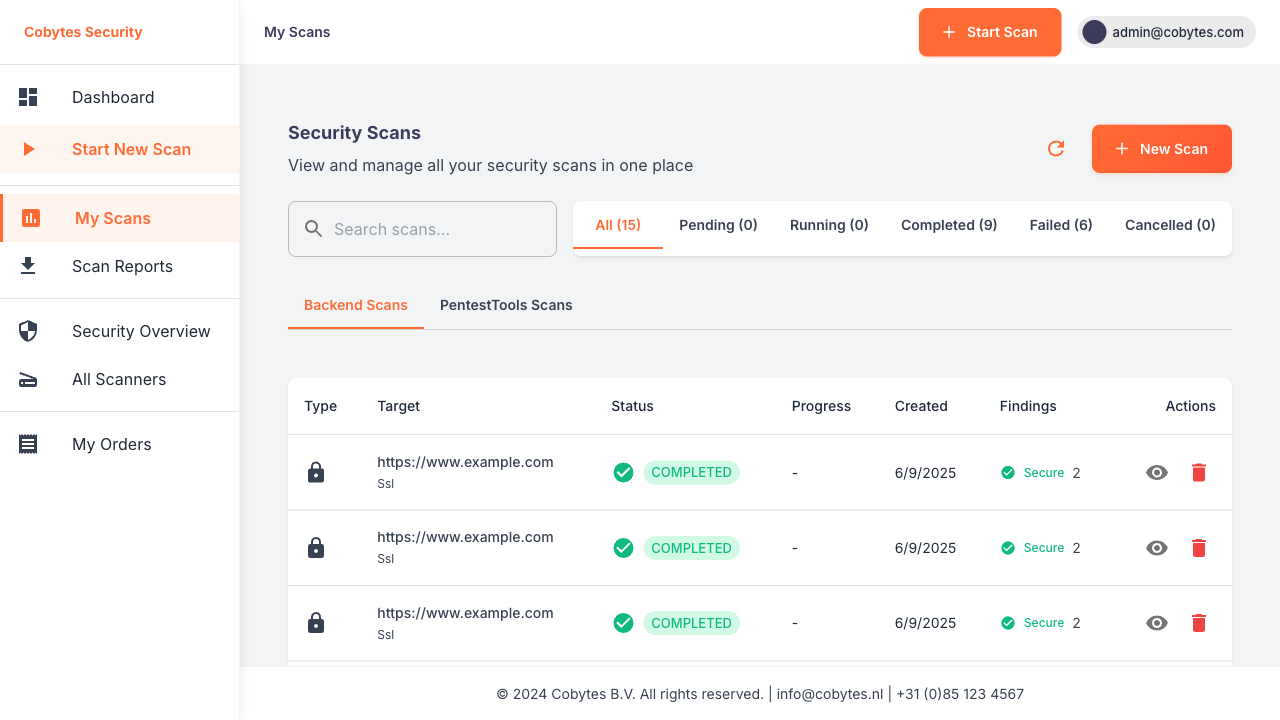 Cobytes Security
My Scans
Start Scan
admin@cobytes.com
Dashboard
Start New Scan
My Scans
Scan Reports
Security Overview
All Scanners
My Orders
Security Scans
View and manage all your security scans in one place
New Scan
Search scans...
All (15) Pending (0) Running (0) Completed (9) Failed (6) Cancelled (0)
Backend Scans PentestTools Scans
Type Target Status Progress Created Findings Actions
https://www.example.com
Ssl
COMPLETED - 6/9/2025 Secure 2
https://www.example.com
Ssl
COMPLETED - 6/9/2025 Secure 2
https://www.example.com
Ssl
COMPLETED - 6/9/2025 Secure 2
© 2024 Cobytes B.V. All rights reserved. | info@cobytes.nl | +31 (0)85 123 4567